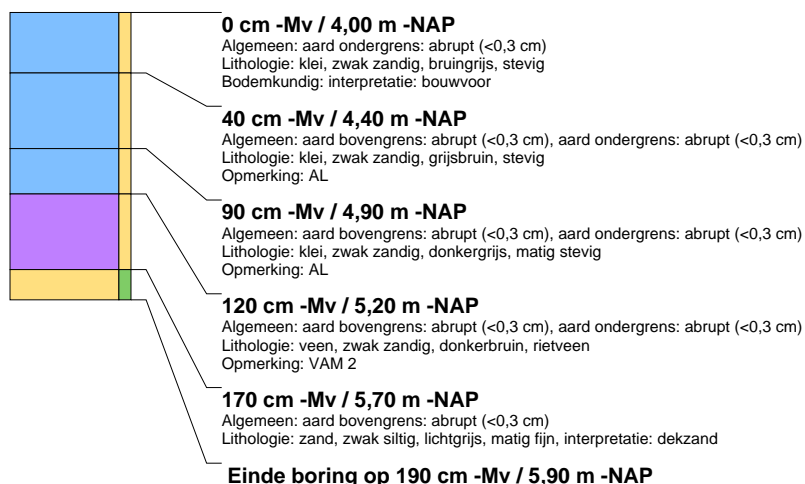 0 cm -Mv / 4,00 m -NAP
Algemeen: aard ondergrens: abrupt (<0,3 cm)
Lithologie: klei, zwak zandig, bruingrijs, stevig
Bodemkundig: interpretatie: bouwvoor
40 cm -Mv / 4,40 m -NAP
Algemeen: aard bovengrens: abrupt (<0,3 cm), aard ondergrens: abrupt (<0,3 cm)
Lithologie: klei, zwak zandig, grijsbruin, stevig
Opmerking: AL
90 cm -Mv / 4,90 m -NAP
Algemeen: aard bovengrens: abrupt (<0,3 cm), aard ondergrens: abrupt (<0,3 cm)
Lithologie: klei, zwak zandig, donkergrijs, matig stevig
Opmerking: AL
120 cm -Mv / 5,20 m -NAP
Algemeen: aard bovengrens: abrupt (<0,3 cm), aard ondergrens: abrupt (<0,3 cm)
Lithologie: veen, zwak zandig, donkerbruin, rietveen
Opmerking: VAM 2
170 cm -Mv / 5,70 m -NAP
Algemeen: aard bovengrens: abrupt (<0,3 cm)
Lithologie: zand, zwak siltig, lichtgrijs, matig fijn, interpretatie: dekzand
Einde boring op 190 cm -Mv / 5,90 m -NAP